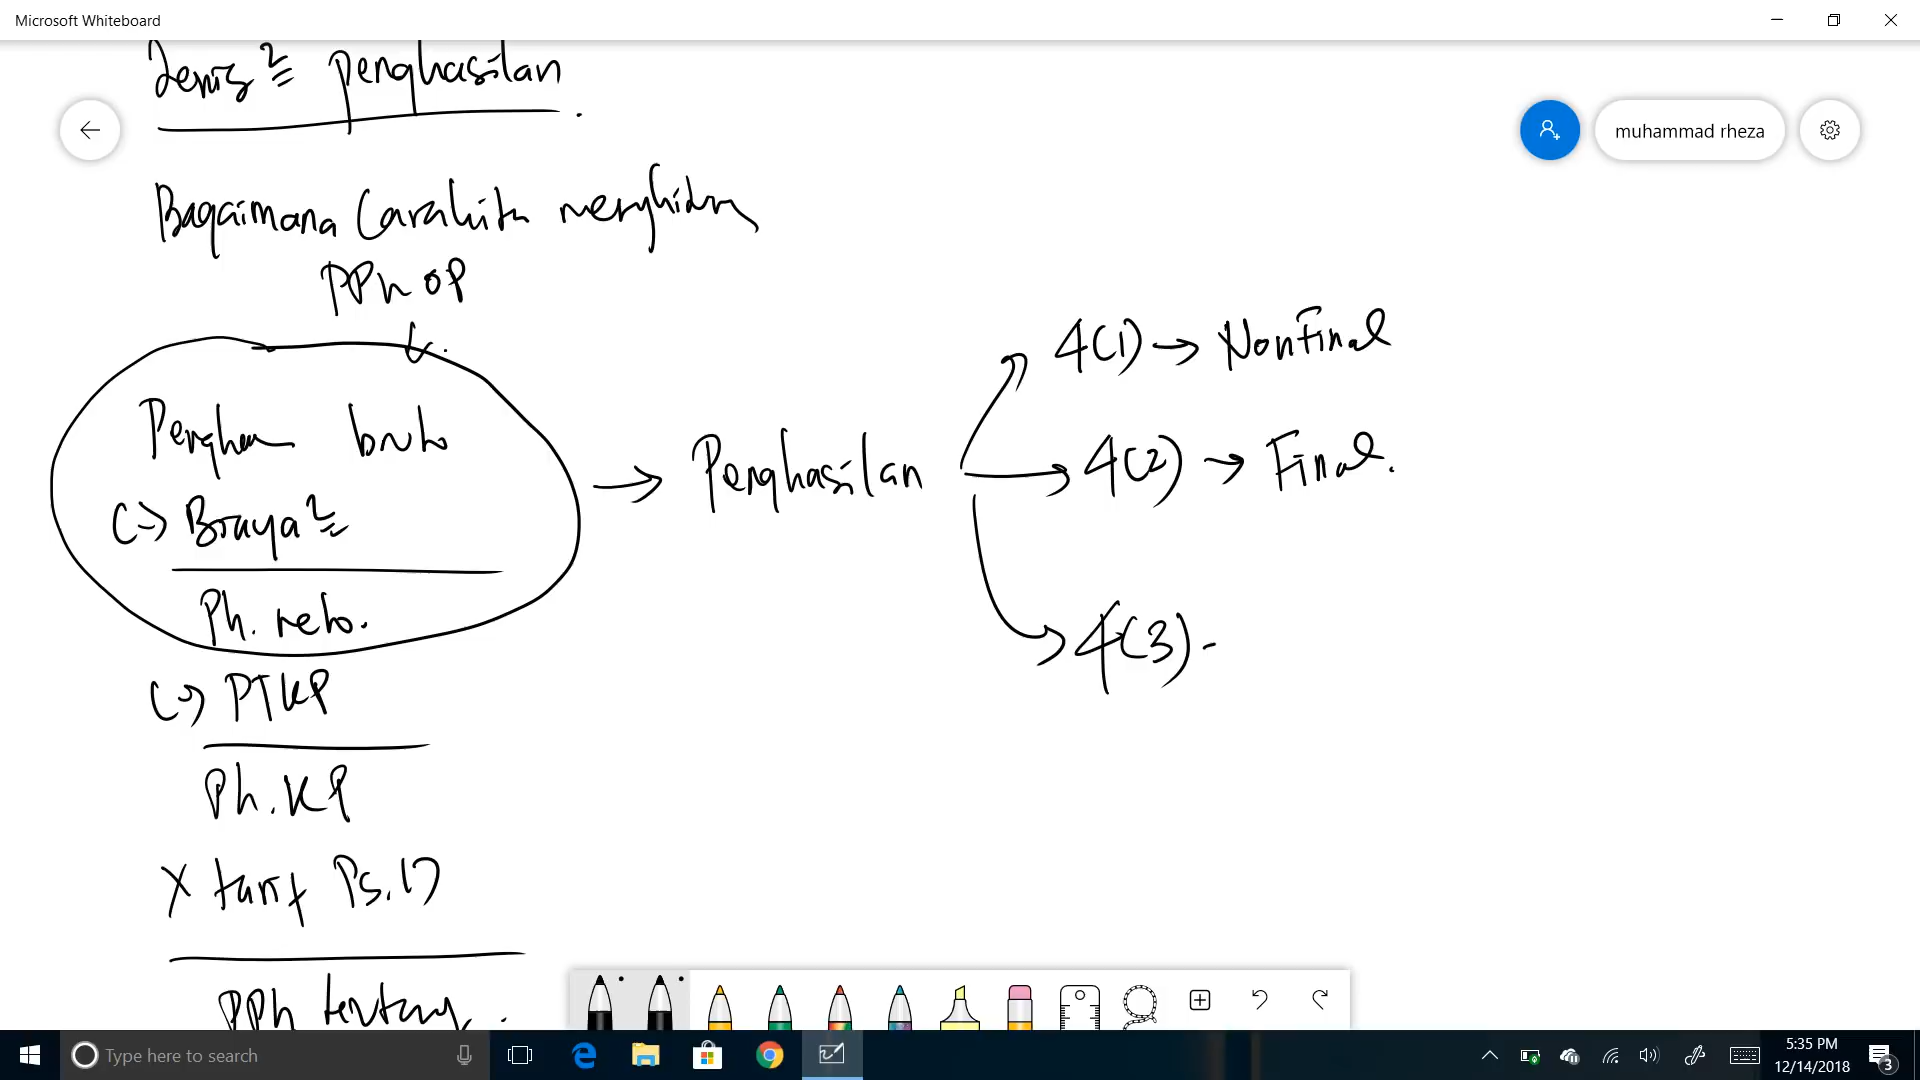 Microsoft Whiteboard
Jenis² penghasilan.
muhammad rheza
Bagaimana Cara kita menghitung
PPh OP
Penghasilan bruto
(-) Biaya²
Ph. neto.
(-) PTKP
Ph. KP
X tarif Ps. 17
PPh terutang.
→ Penghasilan
4(1) → NonFinal
4(2) → Final.
4(3) -
Type here to search
5:35 PM
12/14/2018
3